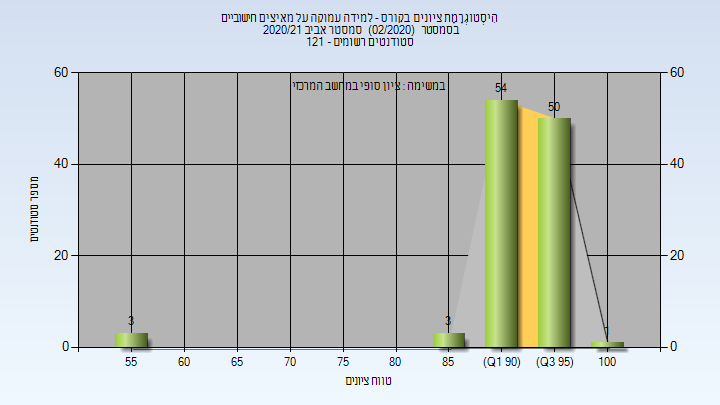 היסטוגרמת ציונים בקורס - למידה עמוקה על מאיצים חישוביים
בסמסטר (02/2020) סמסטר אביב 2020/21
סטודנטים רשומים - 121
במשימה : ציון סופי במחשב המרכזי
60
40
20
0
60
40
20
0
מספר סטודנטים
3
3
54
50
1
55
60
65
70
75
80
85
(Q1 90)
(Q3 95)
100
טווח ציונים